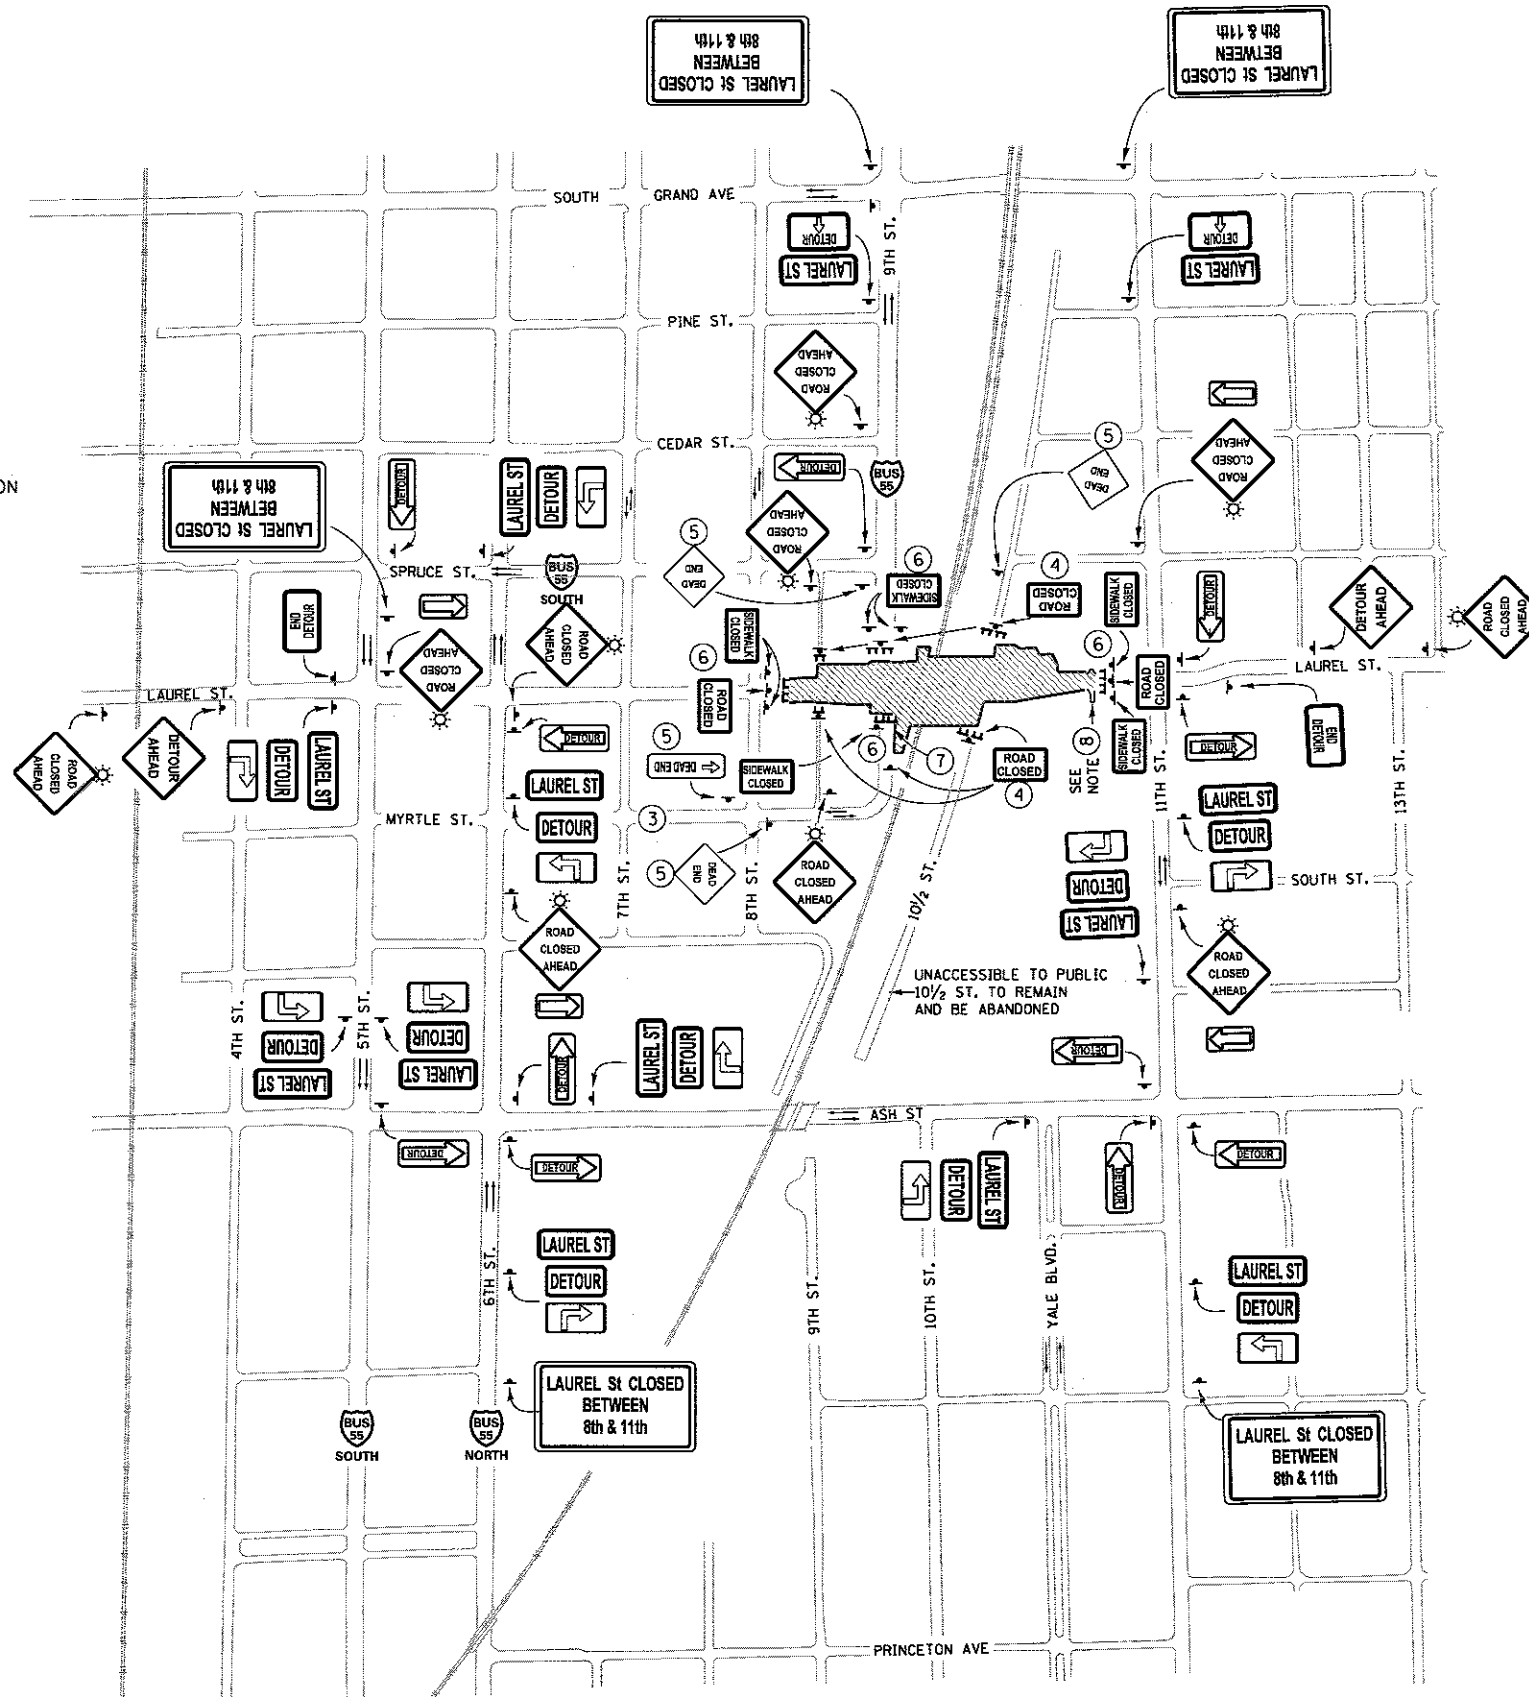 LAUREL St CLOSED
BETWEEN
8th & 11th
LAUREL St CLOSED
BETWEEN
8th & 11th
SOUTH GRAND AVE
DETOUR
LAUREL ST
9TH ST.
DETOUR
LAUREL ST
PINE ST.
ROAD
CLOSED
AHEAD
CEDAR ST.
ON
LAUREL St CLOSED
BETWEEN
8th & 11th
DETOUR
LAUREL ST
DETOUR
DETOUR
BUS
55
5
DEAD
END
ROAD
CLOSED
AHEAD
ROAD
CLOSED
AHEAD
SPRUCE ST.
BUS
55
SOUTH
5
DEAD
END
6
SIDEWALK
CLOSED
4
ROAD
CLOSED
SIDEWALK
CLOSED
DETOUR
DETOUR
AHEAD
ROAD
CLOSED
AHEAD
END
DETOUR
ROAD
CLOSED
AHEAD
ROAD
CLOSED
AHEAD
6
SIDEWALK
CLOSED
ROAD
CLOSED
6
ROAD
CLOSED
LAUREL ST.
LAUREL ST.
ROAD
CLOSED
AHEAD
DETOUR
AHEAD
DETOUR
LAUREL ST
DETOUR
5
DEAD END
SIDEWALK
CLOSED
6
7
ROAD
CLOSED
4
SEE
NOTE 8
SIDEWALK
CLOSED
11TH ST.
DETOUR
END
DETOUR
13TH ST.
LAUREL ST
DETOUR
MYRTLE ST.
3
LAUREL ST
DETOUR
7TH ST.
5
DEAD
END
8TH ST.
ROAD
CLOSED
AHEAD
10 1/2 ST.
DETOUR
LAUREL ST
SOUTH ST.
ROAD
CLOSED
AHEAD
ROAD
CLOSED
AHEAD
UNACCESSIBLE TO PUBLIC
10 1/2 ST. TO REMAIN
AND BE ABANDONED
4TH ST.
DETOUR
LAUREL ST
5TH ST.
DETOUR
LAUREL ST
DETOUR
LAUREL ST
DETOUR
DETOUR
ASH ST
DETOUR
DETOUR
DETOUR
LAUREL ST
DETOUR
DETOUR
6TH ST.
LAUREL ST
DETOUR
9TH ST.
10TH ST.
YALE BLVD.
LAUREL ST
DETOUR
LAUREL St CLOSED
BETWEEN
8th & 11th
BUS
55
SOUTH
BUS
55
NORTH
LAUREL St CLOSED
BETWEEN
8th & 11th
PRINCETON AVE